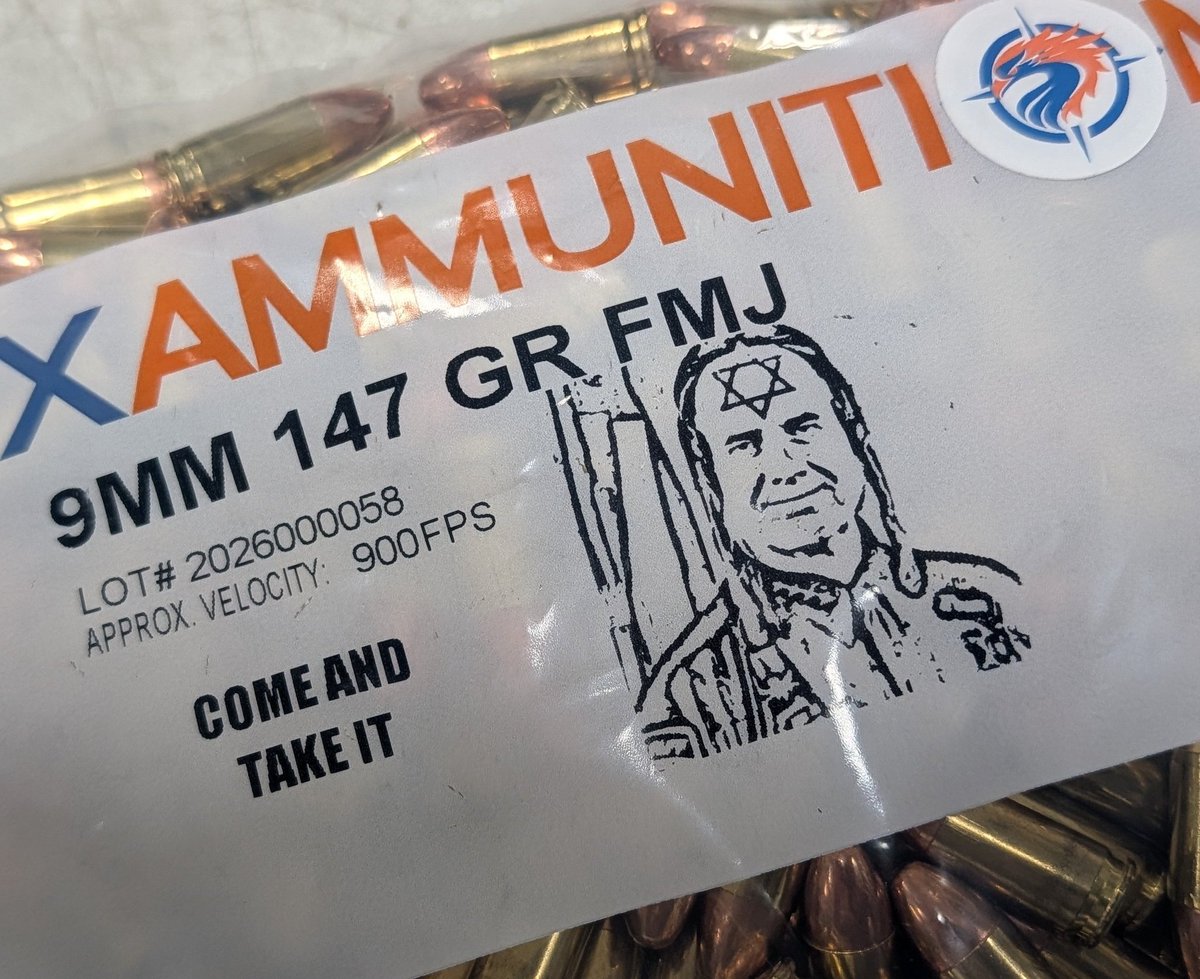 XAMMUNITI
9MM 147 GR FMJ
LOT# 2026000058
APPROX. VELOCITY: 900FPS
COME AND
TAKE IT